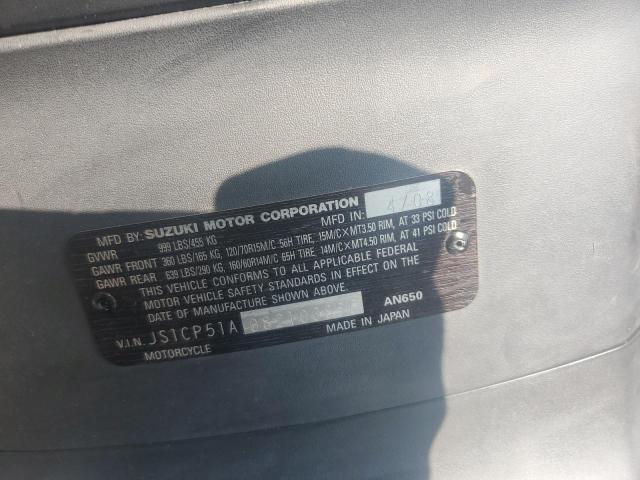 MFD BY: SUZUKI MOTOR CORPORATION MFD IN: 4/08
GVWR 999 LBS/455 KG
GAWR FRONT 360 LBS/165 KG, 120/70R15M/C 56H TIRE, 15M/C×MT3.50 RIM, AT 33 PSI COLD
GAWR REAR 639 LBS/290 KG, 160/60R14M/C 65H TIRE, 14M/C×MT4.50 RIM, AT 41 PSI COLD
THIS VEHICLE CONFORMS TO ALL APPLICABLE FEDERAL
MOTOR VEHICLE SAFETY STANDARDS IN EFFECT ON THE
DATE OF MANUFACTURE SHOWN ABOVE.
AN650
V.I.N. JS1CP51A
MADE IN JAPAN
MOTORCYCLE